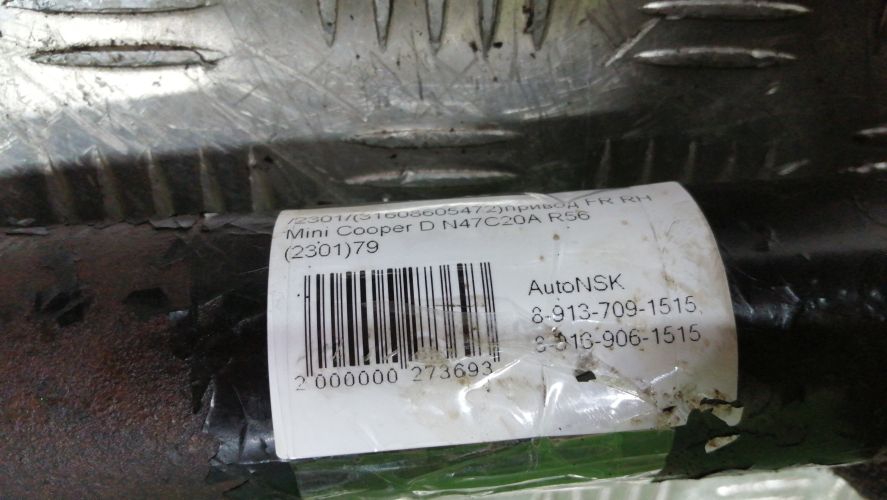 /2301/(31608605472)привод FR RH
Mini Cooper D N47C20A R56
(2301)79
AutoNSK
8-913-709-1515,
8-913-906-1515
2 000000 273693